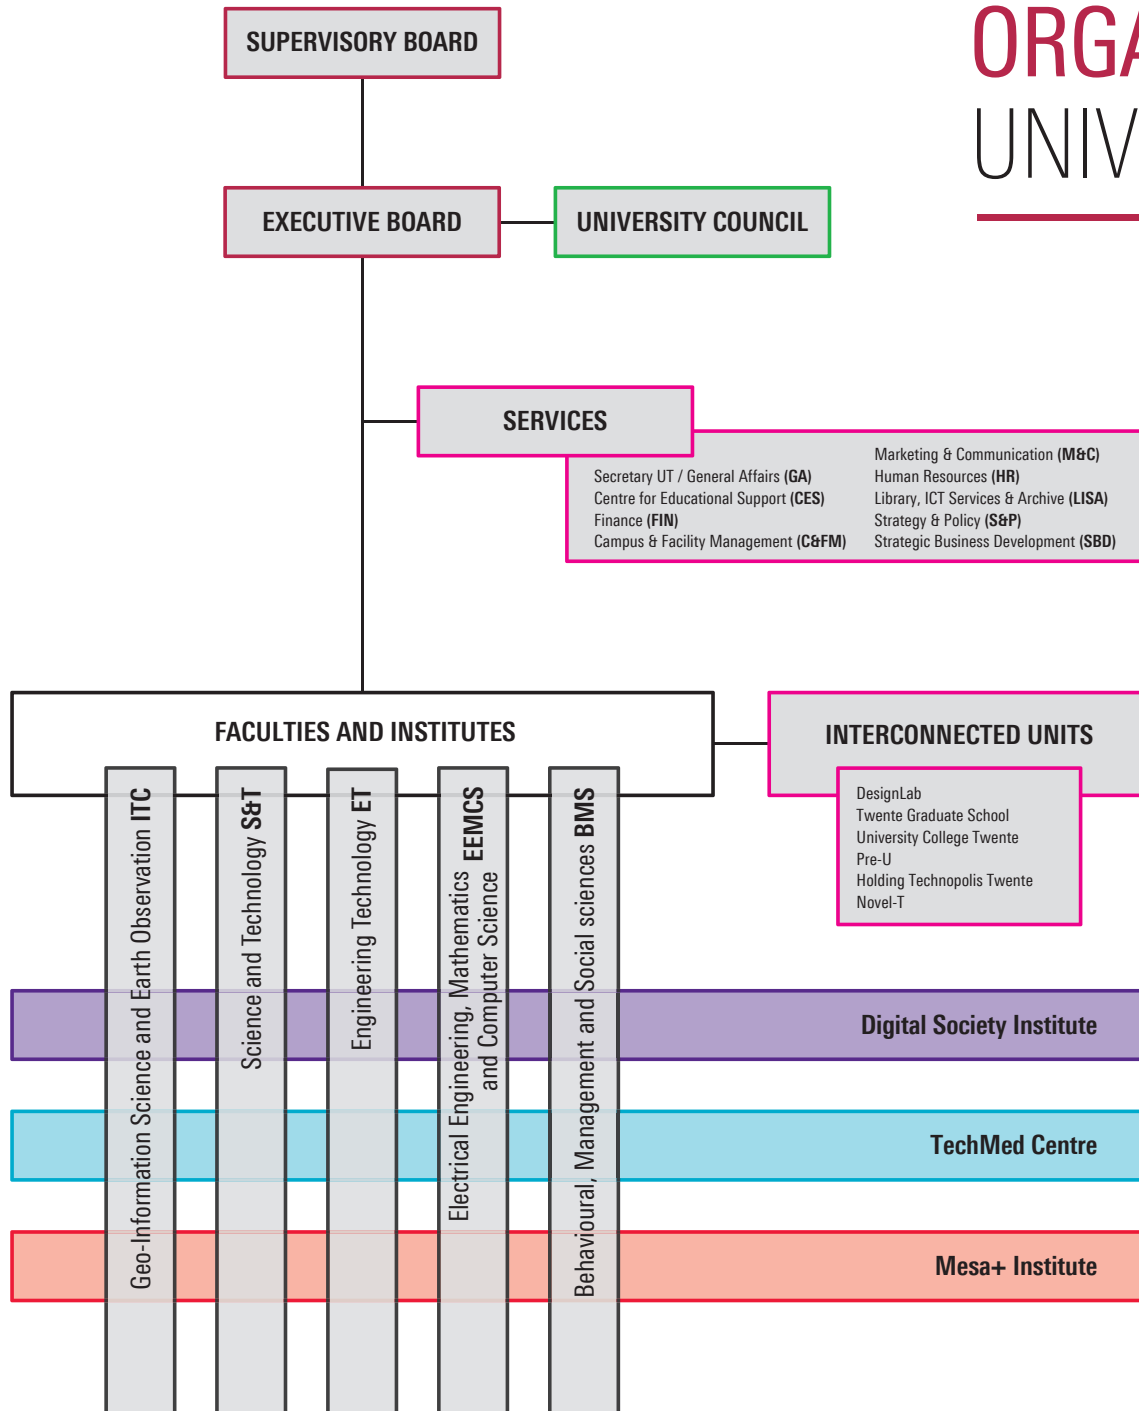 ORGA
UNIV
SUPERVISORY BOARD
EXECUTIVE BOARD
UNIVERSITY COUNCIL
SERVICES
Secretary UT / General Affairs (GA)
Centre for Educational Support (CES)
Finance (FIN)
Campus & Facility Management (C&FM)
Marketing & Communication (M&C)
Human Resources (HR)
Library, ICT Services & Archive (LISA)
Strategy & Policy (S&P)
Strategic Business Development (SBD)
FACULTIES AND INSTITUTES
INTERCONNECTED UNITS
DesignLab
Twente Graduate School
University College Twente
Pre-U
Holding Technopolis Twente
Novel-T
Geo-Information Science and Earth Observation ITC
Science and Technology S&T
Engineering Technology ET
Electrical Engineering, Mathematics EEMCS
and Computer Science
Behavioural, Management and Social sciences BMS
Digital Society Institute
TechMed Centre
Mesa+ Institute